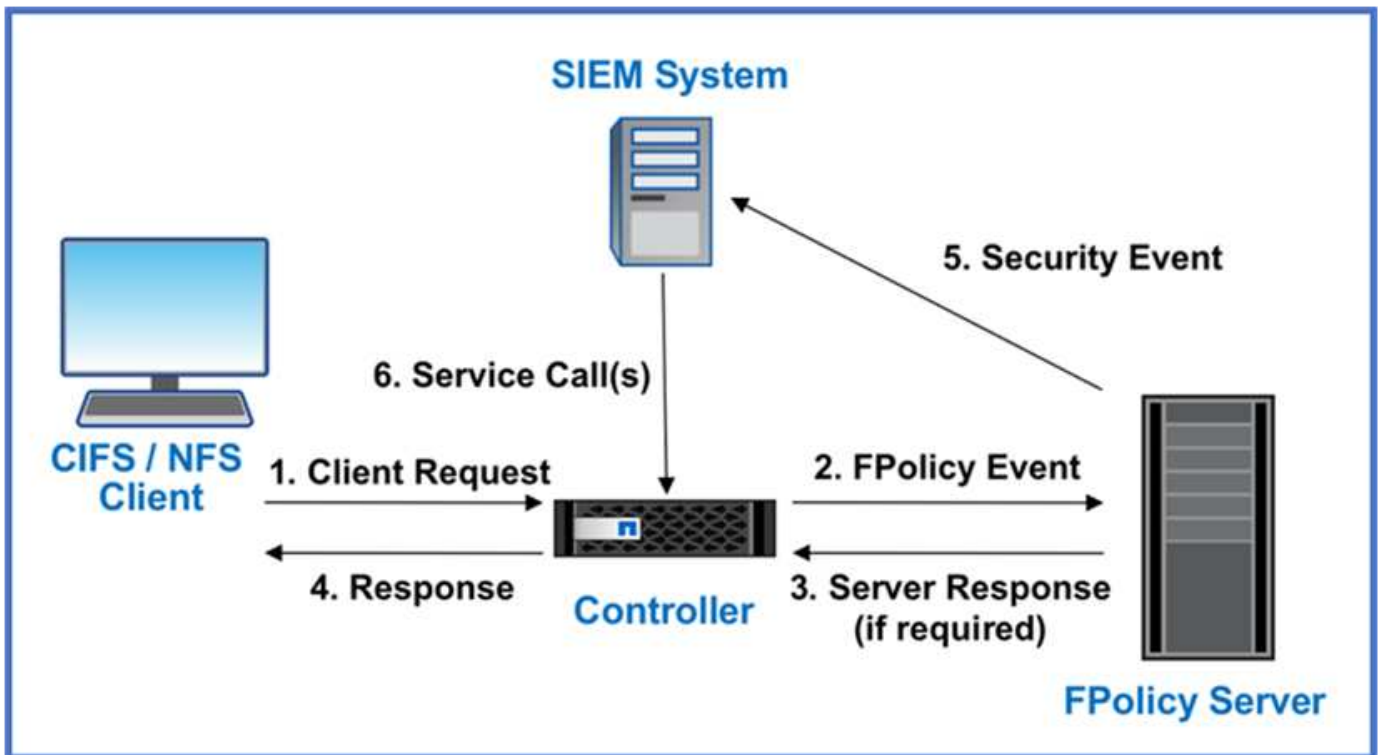 SIEM System
5. Security Event
6. Service Call(s)
CIFS / NFS
Client
1. Client Request
2. FPolicy Event
4. Response
Controller
3. Server Response
(if required)
FPolicy Server